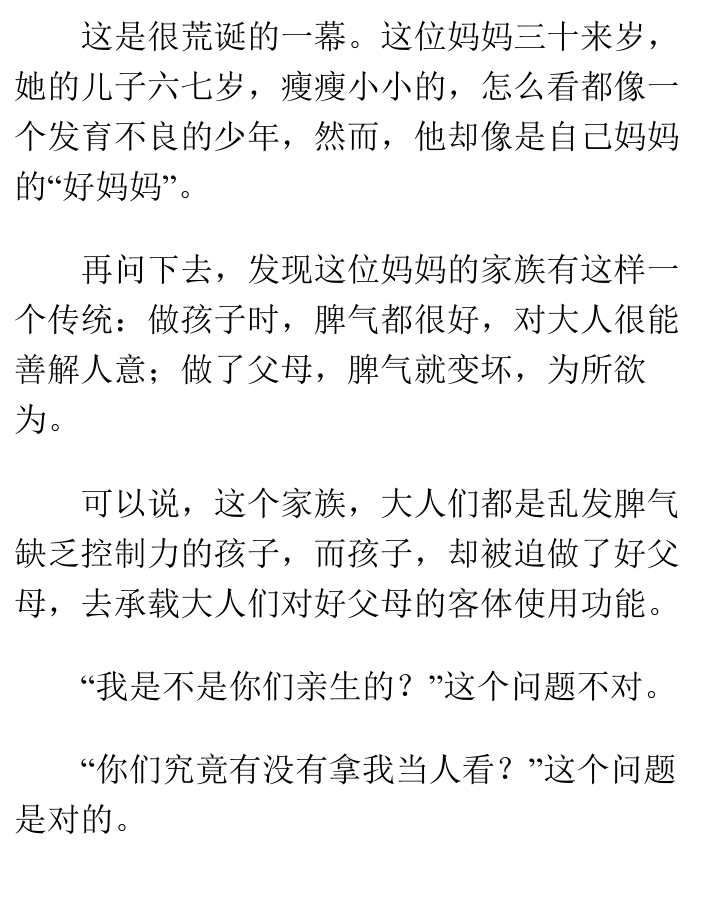 这是很荒诞的一幕。这位妈妈三十来岁，
她的儿子六七岁，瘦瘦小小的，怎么看都像一
个发育不良的少年，然而，他却像是自己妈妈
的“好妈妈”。
再问下去，发现这位妈妈的家族有这样一
个传统：做孩子时，脾气都很好，对大人很能
善解人意；做了父母，脾气就变坏，为所欲
为。
可以说，这个家族，大人们都是乱发脾气
缺乏控制力的孩子，而孩子，却被迫做了好父
母，去承载大人们对好父母的客体使用功能。
“我是不是你们亲生的？”这个问题不对。
“你们究竟有没有拿我当人看？”这个问题
是对的。